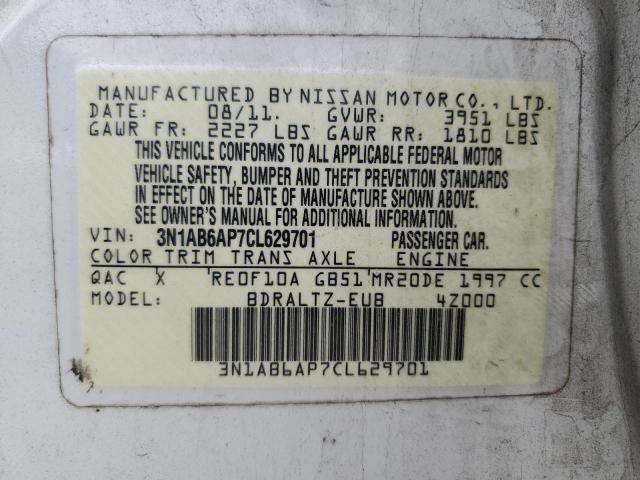 MANUFACTURED BY NISSAN MOTOR CO., LTD.
DATE: 08/11. GVWR: 3951 LBS
GAWR FR: 2227 LBS GAWR RR: 1810 LBS
THIS VEHICLE CONFORMS TO ALL APPLICABLE FEDERAL MOTOR
VEHICLE SAFETY, BUMPER AND THEFT PREVENTION STANDARDS
IN EFFECT ON THE DATE OF MANUFACTURE SHOWN ABOVE.
SEE OWNER'S MANUAL FOR ADDITIONAL INFORMATION.
VIN: 3N1AB6AP7CL629701 PASSENGER CAR.
COLOR TRIM TRANS AXLE ENGINE
QAC X RE0F10A GB51 MR20DE 1997 CC
MODEL: BDRALTZ-EUB 4Z000
3N1AB6AP7CL629701